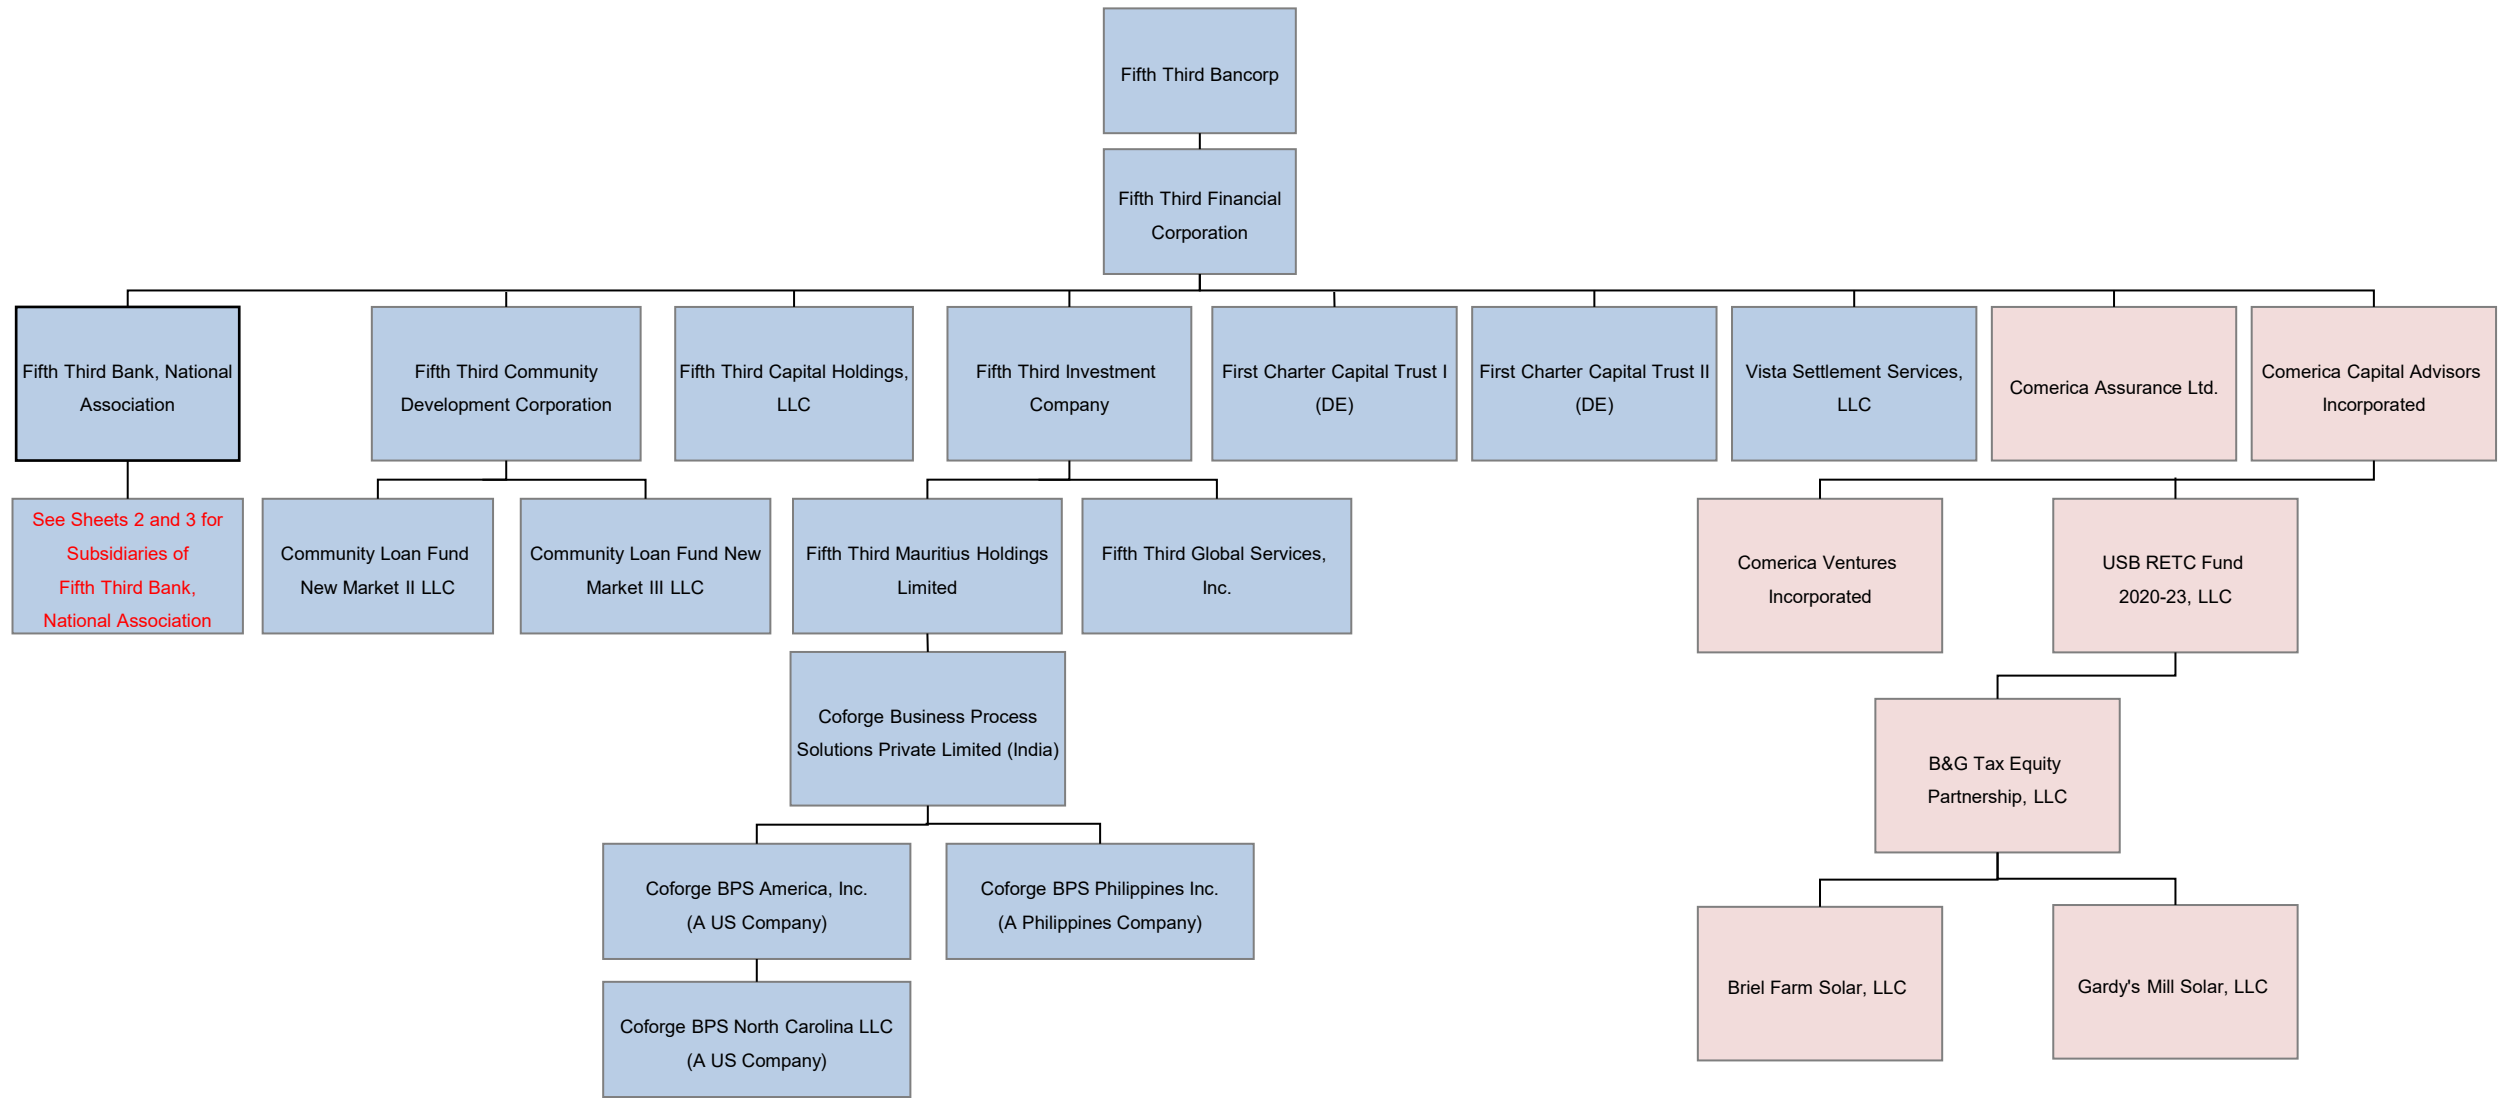 Fifth Third Bancorp
Fifth Third Financial
Corporation
Fifth Third Bank, National
Association
Fifth Third Community
Development Corporation
Fifth Third Capital Holdings,
LLC
Fifth Third Investment
Company
First Charter Capital Trust I
(DE)
First Charter Capital Trust II
(DE)
Vista Settlement Services,
LLC
Comerica Assurance Ltd.
Comerica Capital Advisors
Incorporated
See Sheets 2 and 3 for
Subsidiaries of
Fifth Third Bank,
National Association
Community Loan Fund
New Market II LLC
Community Loan Fund New
Market III LLC
Fifth Third Mauritius Holdings
Limited
Fifth Third Global Services,
Inc.
Comerica Ventures
Incorporated
USB RETC Fund
2020-23, LLC
Coforge Business Process
Solutions Private Limited (India)
B&G Tax Equity
Partnership, LLC
Coforge BPS America, Inc.
(A US Company)
Coforge BPS Philippines Inc.
(A Philippines Company)
Briel Farm Solar, LLC
Gardy's Mill Solar, LLC
Coforge BPS North Carolina LLC
(A US Company)